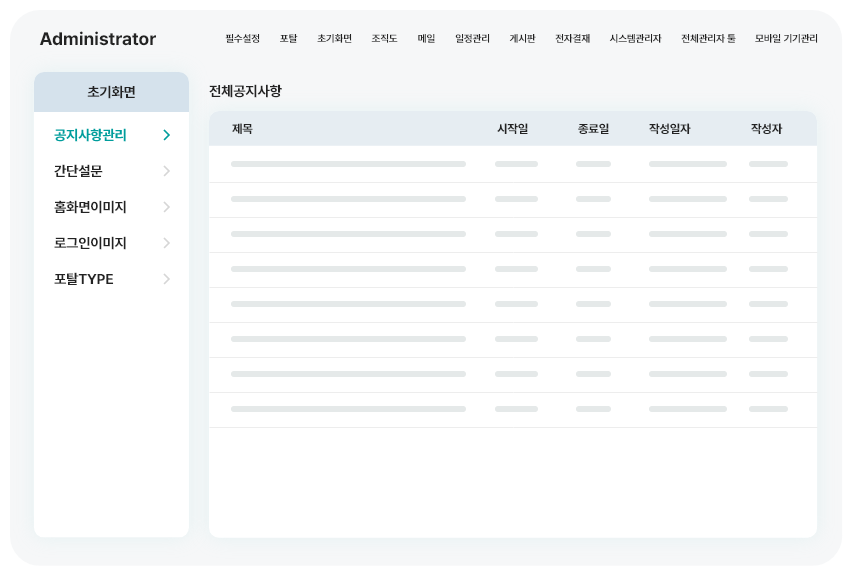 Administrator 필수설정 포탈 초기화면 조직도 메일 일정관리 게시판 전자결재 시스템관리자 전체관리자 툴 모바일 기기관리
초기화면
공지사항관리
간단설문
홈화면이미지
로그인이미지
포탈TYPE
전체공지사항
제목 시작일 종료일 작성일자 작성자